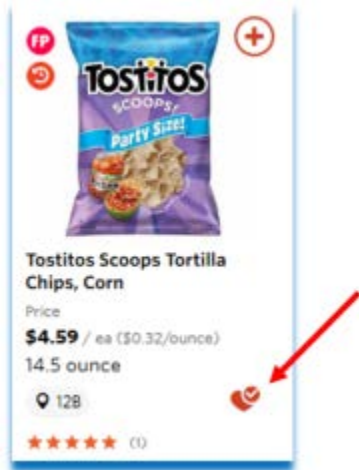 FP
TOSTITOS
SCOOPS!
Party Size!
Tostitos Scoops Tortilla
Chips, Corn
Price
$4.59 / ea ($0.32/ounce)
14.5 ounce
12B
(1)